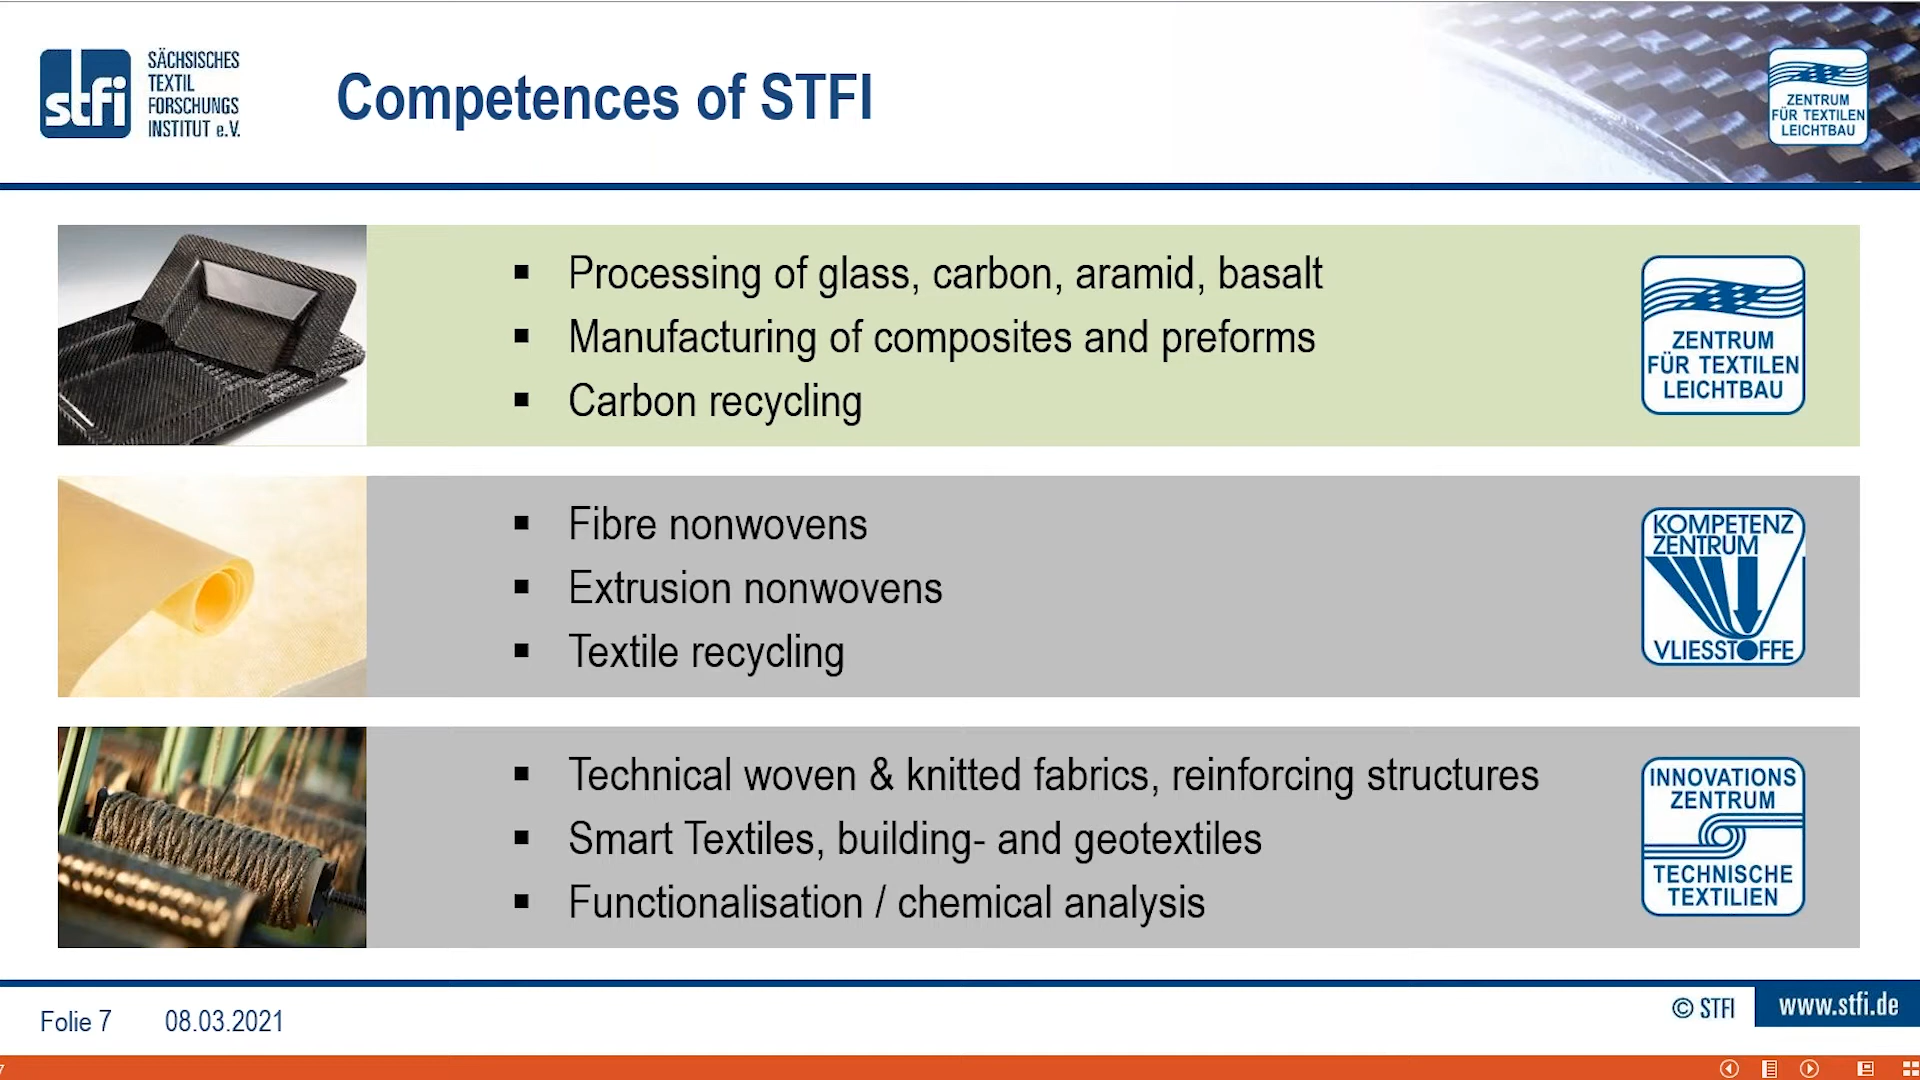 stfi
SÄCHSISCHES
TEXTIL
FORSCHUNGS
INSTITUT e.V.
Competences of STFI
ZENTRUM
FÜR TEXTILEN
LEICHTBAU
▪ Processing of glass, carbon, aramid, basalt
▪ Manufacturing of composites and preforms
▪ Carbon recycling
ZENTRUM
FÜR TEXTILEN
LEICHTBAU
▪ Fibre nonwovens
▪ Extrusion nonwovens
▪ Textile recycling
KOMPETENZ
ZENTRUM
VLIESSTOFFE
▪ Technical woven & knitted fabrics, reinforcing structures
▪ Smart Textiles, building- and geotextiles
▪ Functionalisation / chemical analysis
INNOVATIONS
ZENTRUM
TECHNISCHE
TEXTILIEN
Folie 7 08.03.2021
© STFI www.stfi.de
7